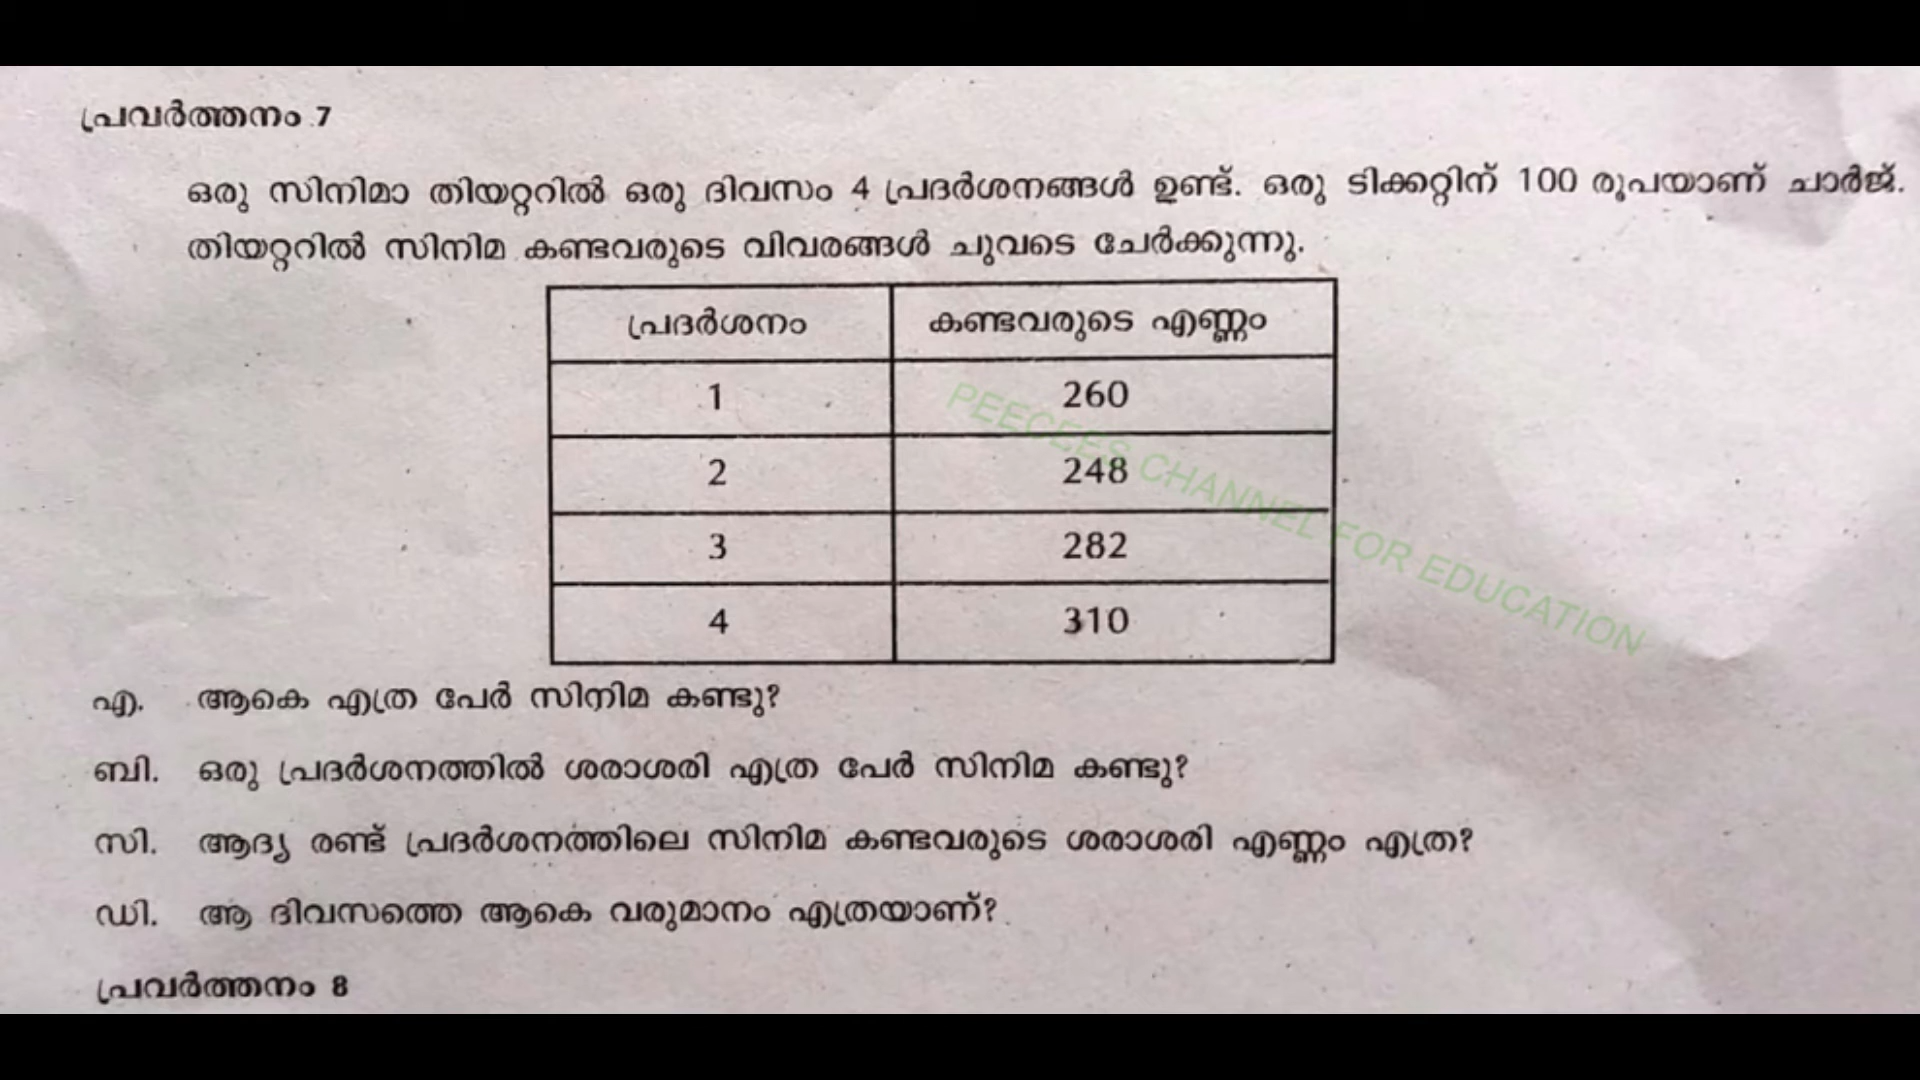 പ്രവർത്തനം 7
ഒരു സിനിമാ തിയറ്ററിൽ ഒരു ദിവസം 4 പ്രദർശനങ്ങൾ ഉണ്ട്. ഒരു ടിക്കറ്റിന് 100 രൂപയാണ് ചാർജ്.
തിയറ്ററിൽ സിനിമ കണ്ടവരുടെ വിവരങ്ങൾ ചുവടെ ചേർക്കുന്നു.
പ്രദർശനം കണ്ടവരുടെ എണ്ണം
1 260
2 248
3 282
4 310
PEECEES CHANNEL FOR EDUCATION
എ. ആകെ എത്ര പേർ സിനിമ കണ്ടു?
ബി. ഒരു പ്രദർശനത്തിൽ ശരാശരി എത്ര പേർ സിനിമ കണ്ടു?
സി. ആദ്യ രണ്ട് പ്രദർശനത്തിലെ സിനിമ കണ്ടവരുടെ ശരാശരി എണ്ണം എത്ര?
ഡി. ആ ദിവസത്തെ ആകെ വരുമാനം എത്രയാണ്?
പ്രവർത്തനം 8